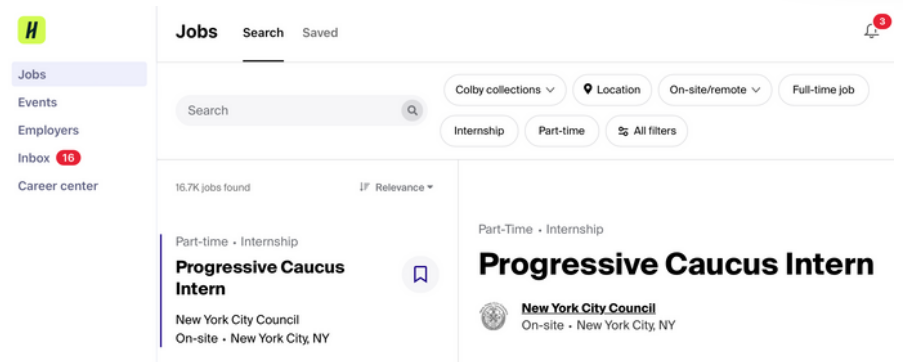 H
Jobs
Events
Employers
Inbox 16
Career center
Jobs Search Saved
3
Search
Colby collections
Location
On-site/remote
Full-time job
Internship
Part-time
All filters
16.7K jobs found
Relevance
Part-time • Internship
Progressive Caucus
Intern
New York City Council
On-site • New York City, NY
Part-Time • Internship
Progressive Caucus Intern
New York City Council
On-site • New York City, NY